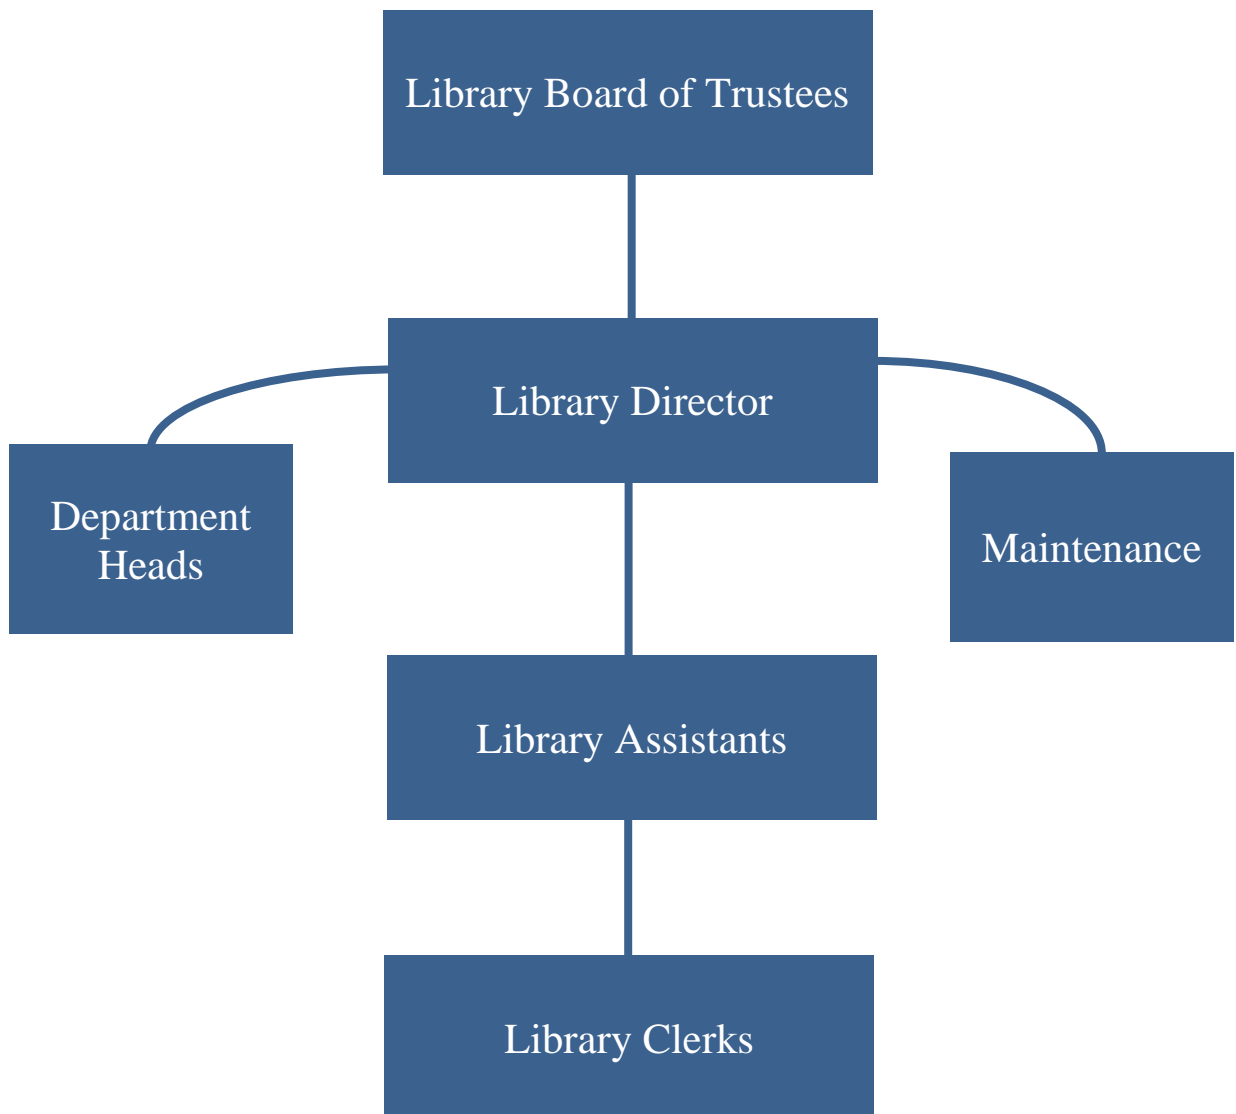 Library Board of Trustees
Library Director
Department
Heads
Maintenance
Library Assistants
Library Clerks